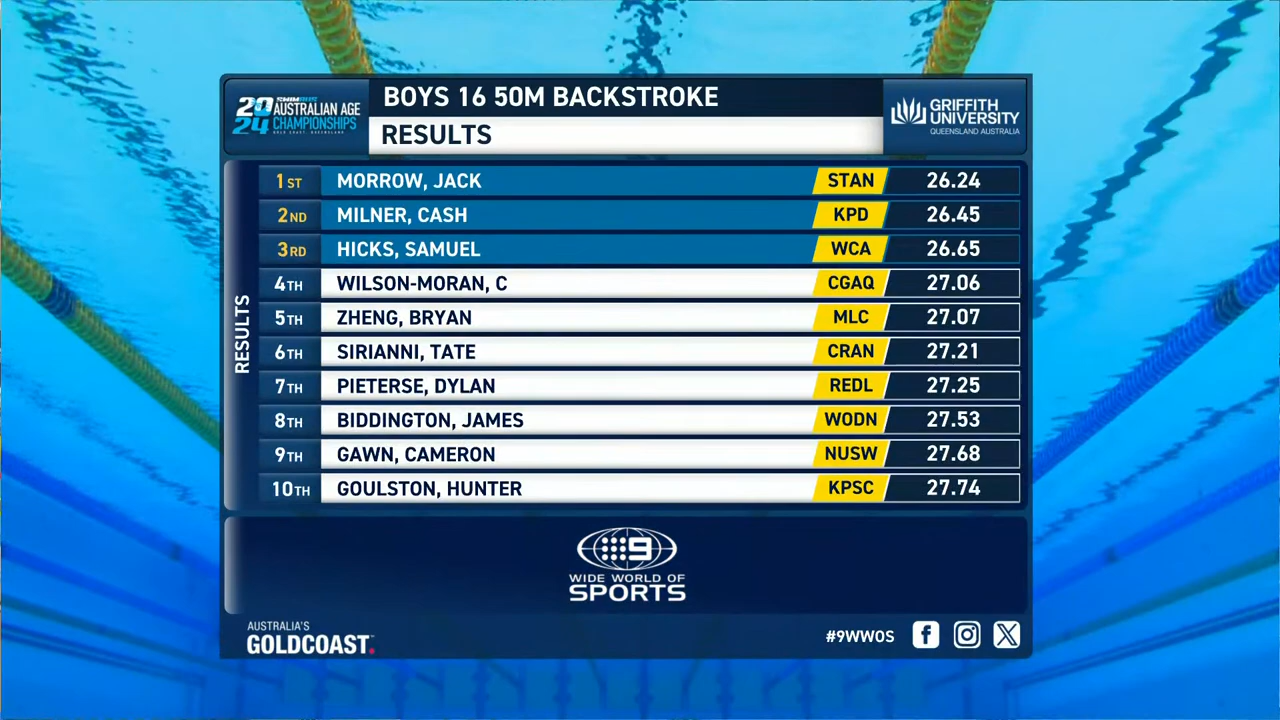 2024 AUSTRALIAN AGE CHAMPIONSHIPS
GOLD COAST, QUEENSLAND
BOYS 16 50M BACKSTROKE
RESULTS
GRIFFITH UNIVERSITY
QUEENSLAND AUSTRALIA
RESULTS
1ST MORROW, JACK STAN 26.24
2ND MILNER, CASH KPD 26.45
3RD HICKS, SAMUEL WCA 26.65
4TH WILSON-MORAN, C CGAQ 27.06
5TH ZHENG, BRYAN MLC 27.07
6TH SIRIANNI, TATE CRAN 27.21
7TH PIETERSE, DYLAN REDL 27.25
8TH BIDDINGTON, JAMES WODN 27.53
9TH GAWN, CAMERON NUSW 27.68
10TH GOULSTON, HUNTER KPSC 27.74
9
WIDE WORLD OF
SPORTS
AUSTRALIA'S
GOLDCOAST.
#9WWOS